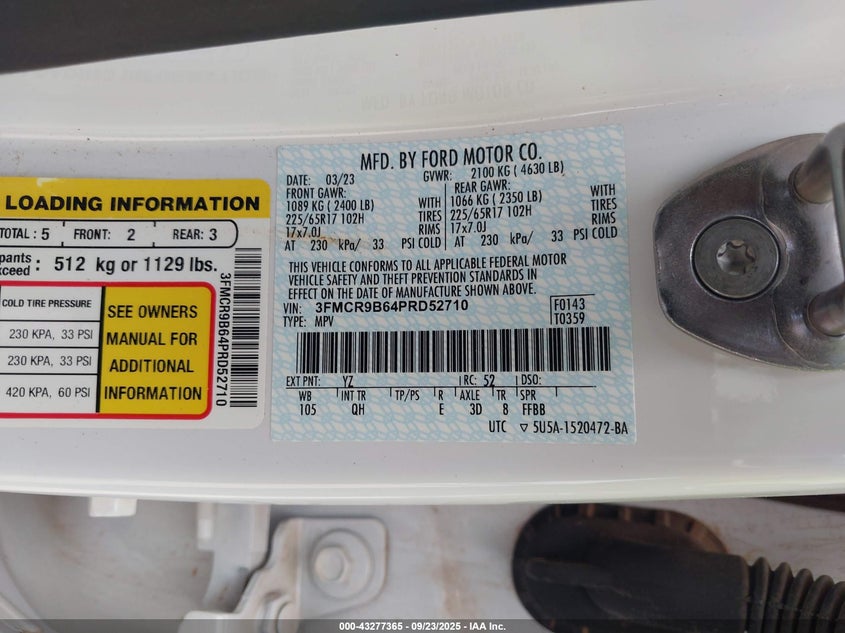 LOADING INFORMATION
TOTAL : 5 FRONT: 2 REAR: 3
pants
exceed : 512 kg or 1129 lbs.
COLD TIRE PRESSURE
230 KPA, 33 PSI
230 KPA, 33 PSI
420 KPA, 60 PSI
SEE OWNERS
MANUAL FOR
ADDITIONAL
INFORMATION
3FMCR9B64PRD52710
MFD. BY FORD MOTOR CO.
DATE: 03/23 GVWR: 2100 KG ( 4630 LB)
FRONT GAWR: REAR GAWR:
1089 KG ( 2400 LB) WITH 1066 KG ( 2350 LB) WITH
225/65R17 102H TIRES 225/65R17 102H TIRES
17x7.0J RIMS 17x7.0J RIMS
AT 230 kPa/ 33 PSI COLD AT 230 kPa/ 33 PSI COLD
THIS VEHICLE CONFORMS TO ALL APPLICABLE FEDERAL MOTOR
VEHICLE SAFETY AND THEFT PREVENTION STANDARDS IN
EFFECT ON THE DATE OF MANUFACTURE SHOWN ABOVE.
VIN: 3FMCR9B64PRD52710 F0143
TYPE: MPV T0359
EXT PNT: YZ RC: 52 DSO:
WB INT TR TP/PS R AXLE TR SPR
105 QH E 3D 8 FFBB
UTC ▽ 5U5A-1520472-BA
000-43277365 - 09/23/2025 - IAA Inc.